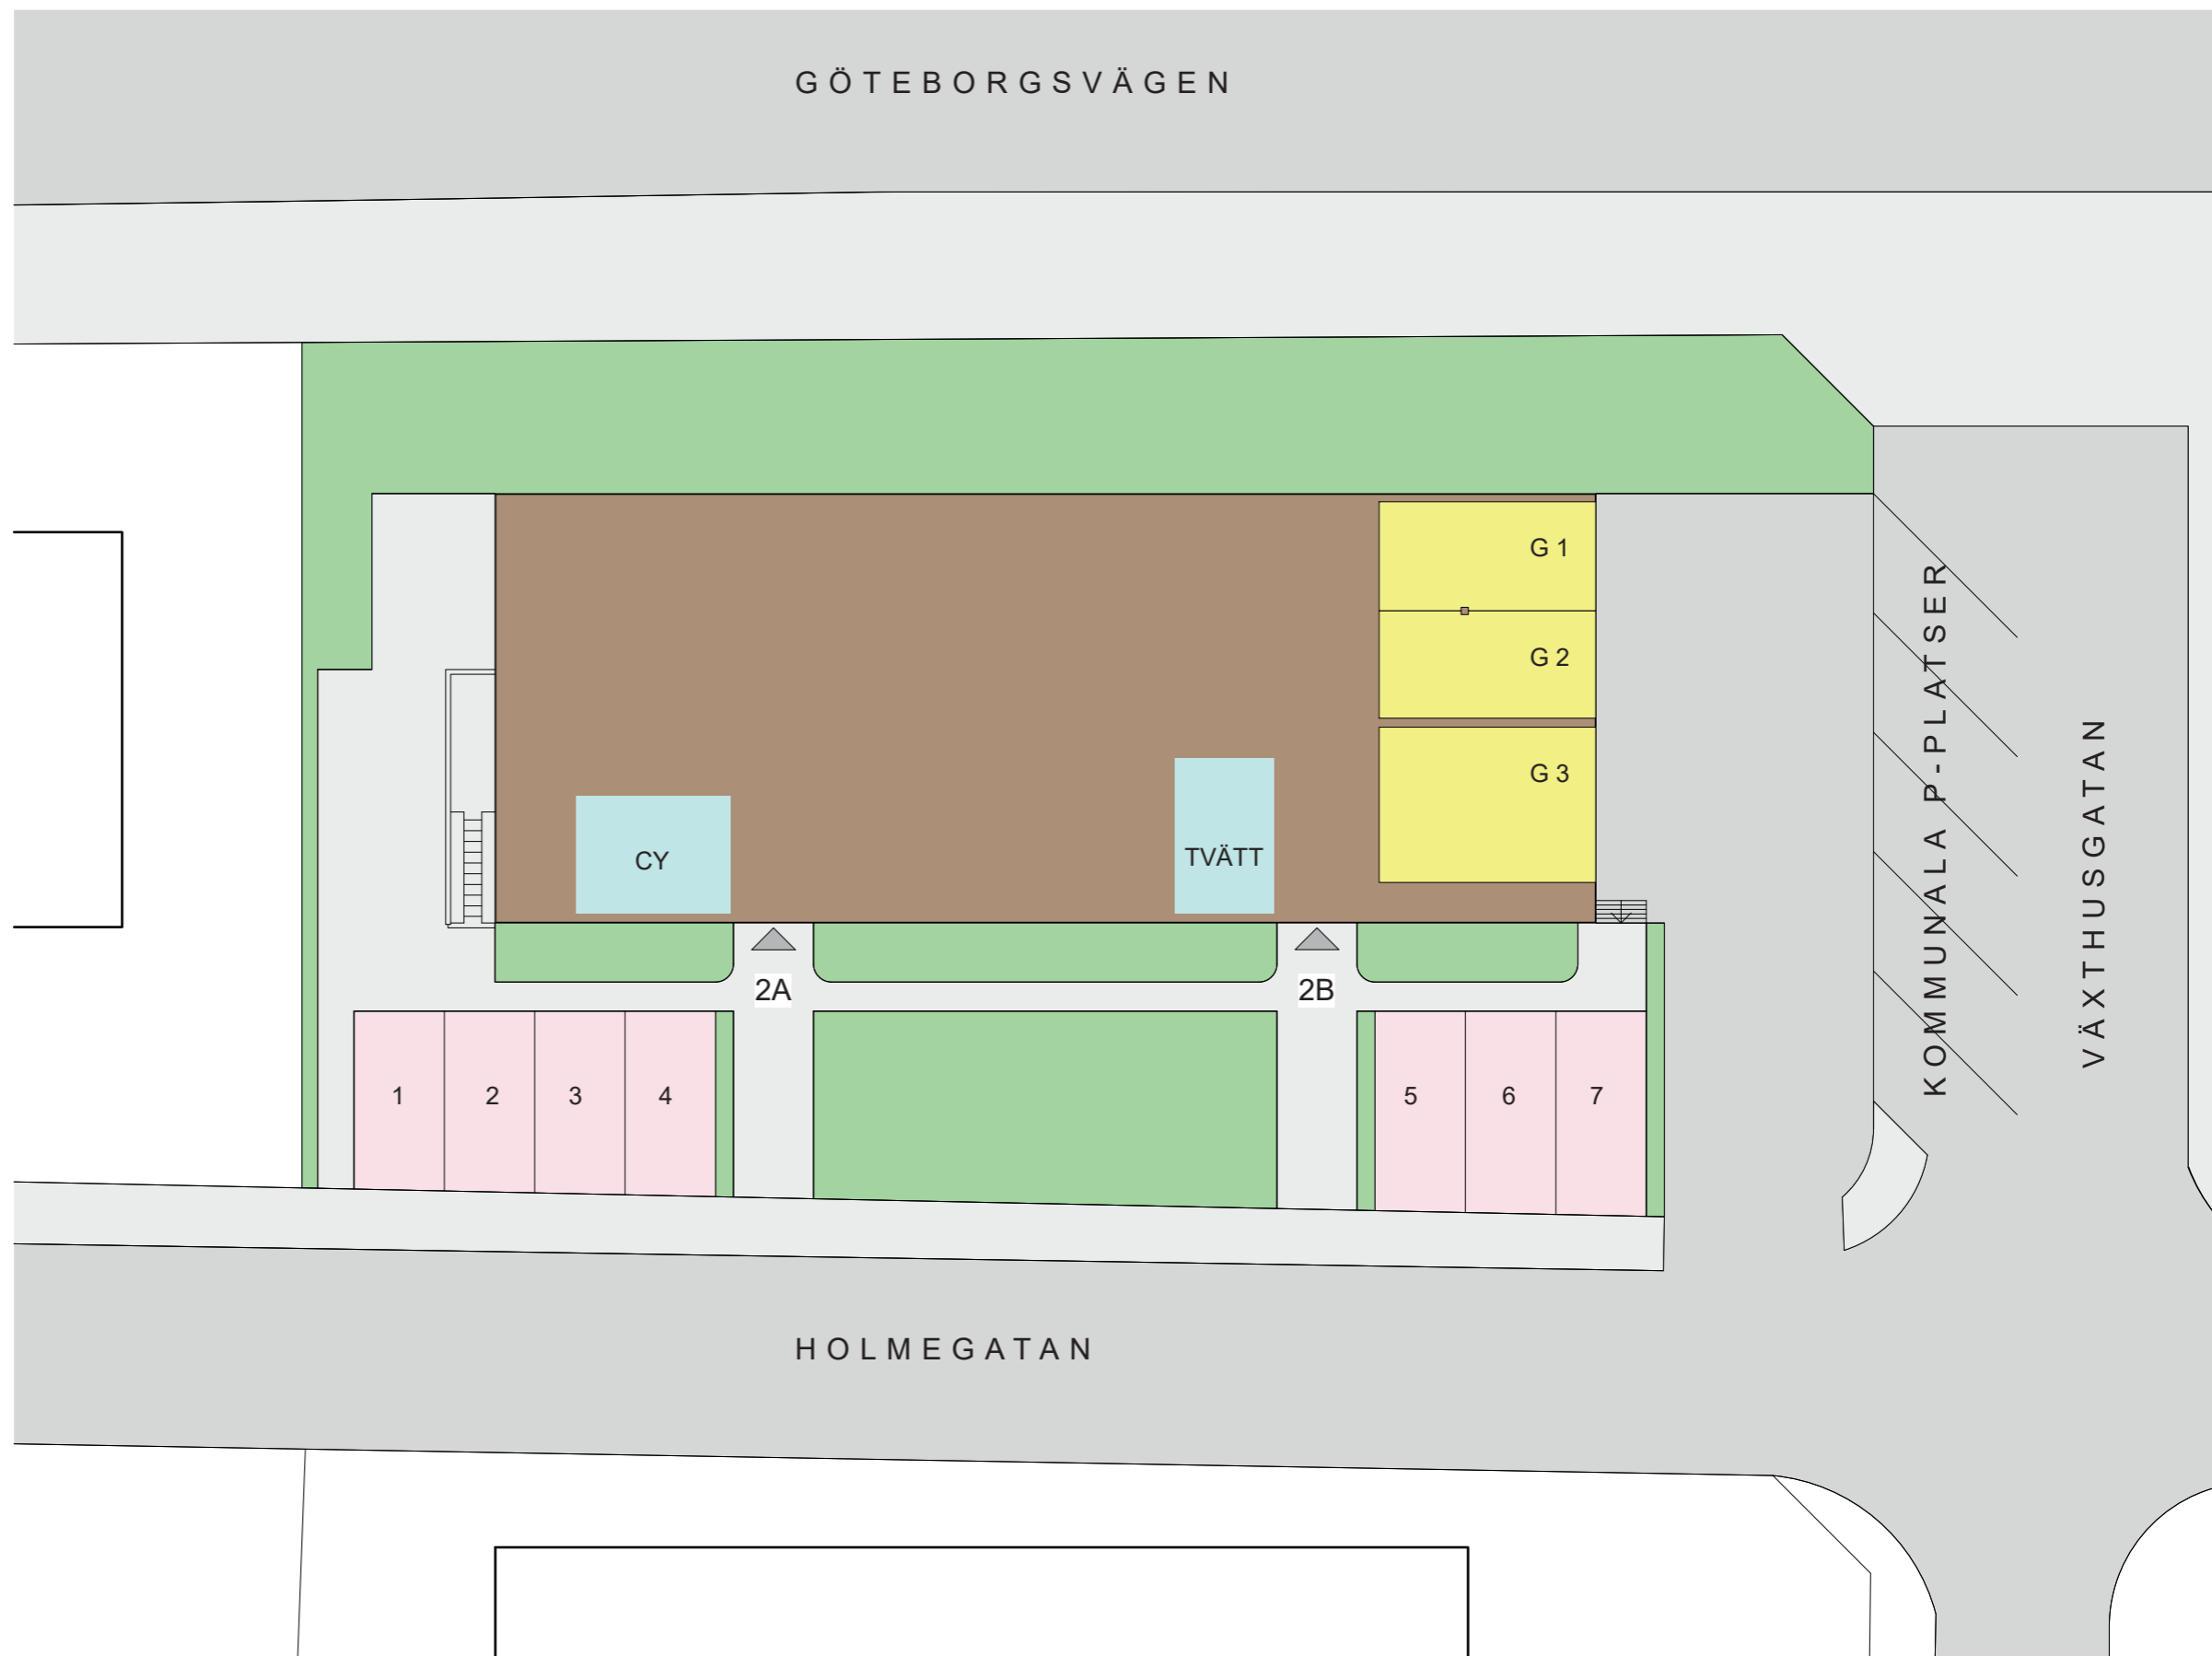 GÖTEBORGSVÄGEN
G 1
G 2
G 3
CY
TVÄTT
KOMMUNALA P-PLATSER
VÄXTHUSGATAN
2A
2B
1
2
3
4
5
6
7
HOLMEGATAN